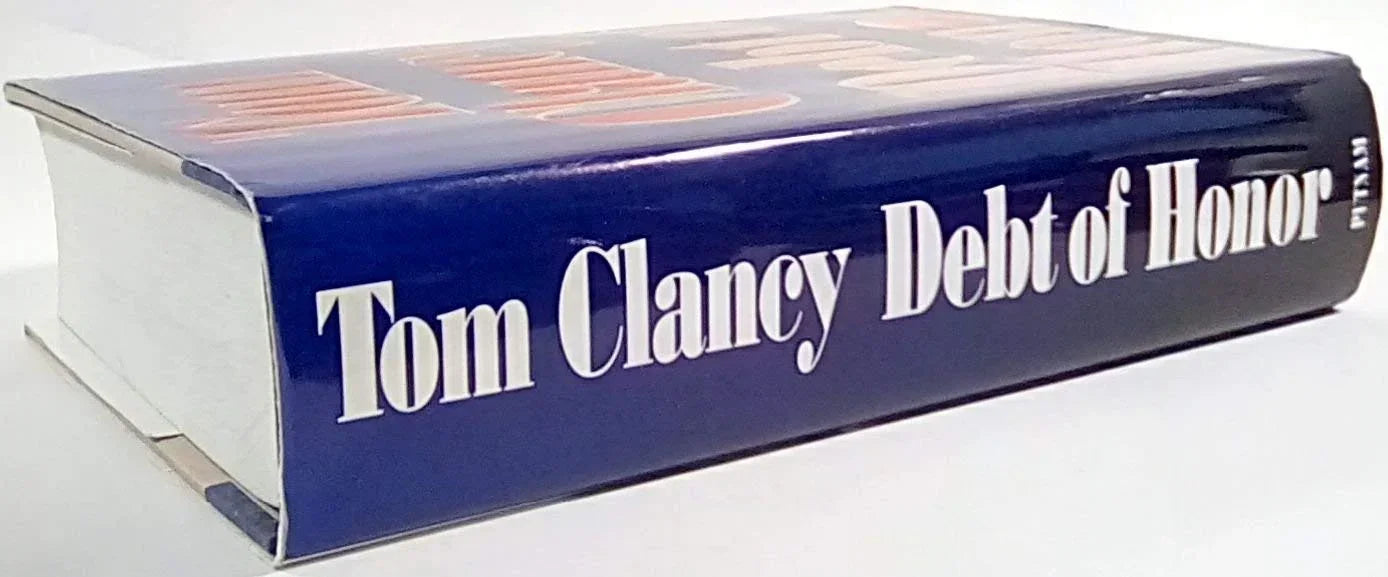 Tom Clancy Debt of Honor
PUTNAM